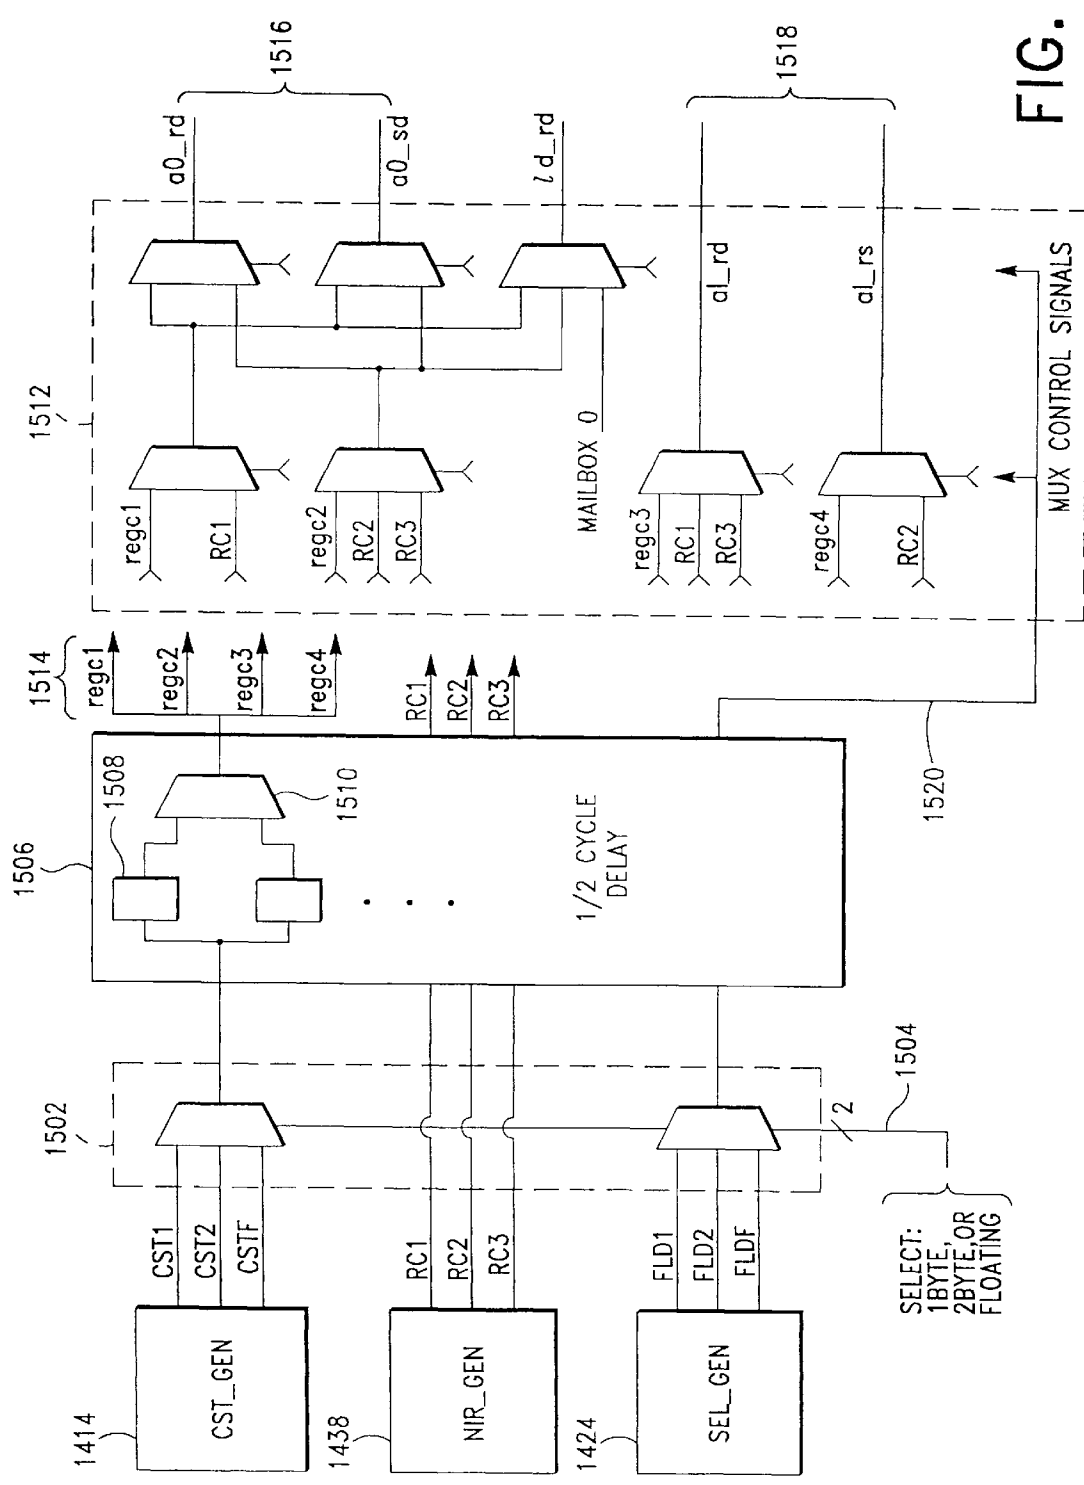 1414
CST_GEN
1438
NIR_GEN
1424
SEL_GEN
CST1
CST2
CSTF
RC1
RC2
RC3
FLD1
FLD2
FLDF
SELECT:
1BYTE,
2BYTE,OR
FLOATING
1502
2
1504
1506
1508
1510
1/2 CYCLE
DELAY
1514
regc1
regc2
regc3
regc4
RC1
RC2
RC3
1520
1512
regc1
RC1
regc2
RC2
RC3
MAILBOX 0
regc3
RC1
RC3
regc4
RC2
MUX CONTROL SIGNALS
a0_rd
a0_sd
ld_rd
al_rd
al_rs
1516
1518
FIG.